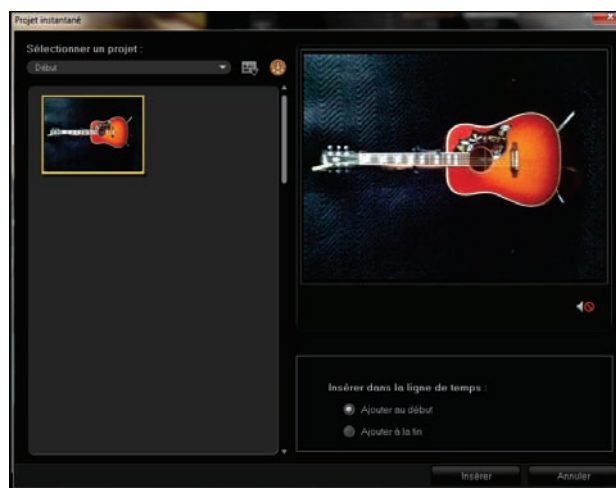 Projet instantané
Sélectionner un projet :
Début
Insérer dans la ligne de temps :
Ajouter au début
Ajouter à la fin
Insérer
Annuler